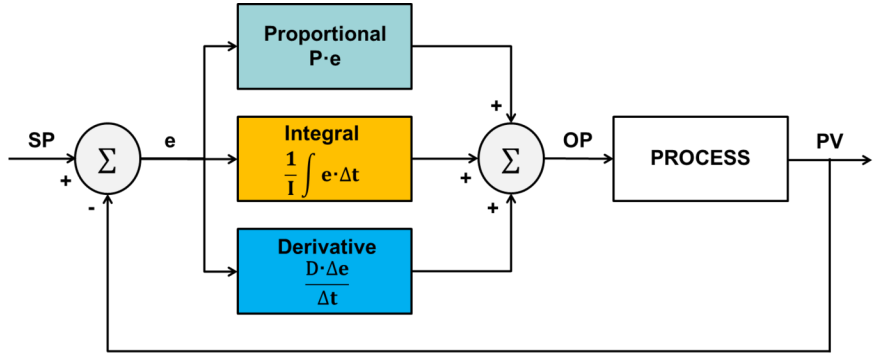 Proportional
P·e
SP
+
-
Σ
e
Integral
1/I ∫ e·Δt
Derivative
D·Δe
Δt
+
+
+
Σ
OP
PROCESS
PV